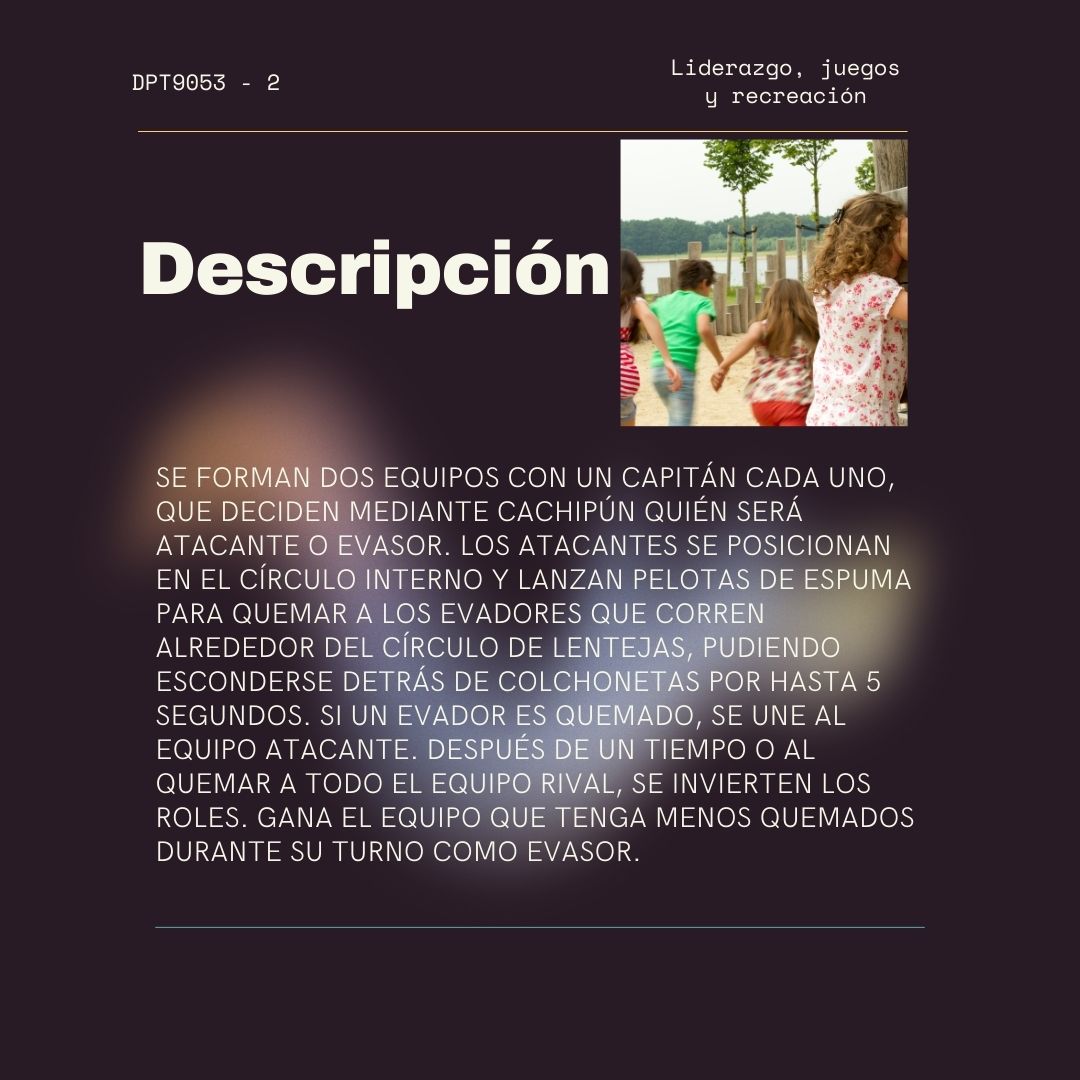 DPT9053 - 2
Liderazgo, juegos
y recreación
Descripción
SE FORMAN DOS EQUIPOS CON UN CAPITÁN CADA UNO,
QUE DECIDEN MEDIANTE CACHIPÚN QUIÉN SERÁ
ATACANTE O EVASOR. LOS ATACANTES SE POSICIONAN
EN EL CÍRCULO INTERNO Y LANZAN PELOTAS DE ESPUMA
PARA QUEMAR A LOS EVADORES QUE CORREN
ALREDEDOR DEL CÍRCULO DE LENTEJAS, PUDIENDO
ESCONDERSE DETRÁS DE COLCHONETAS POR HASTA 5
SEGUNDOS. SI UN EVADOR ES QUEMADO, SE UNE AL
EQUIPO ATACANTE. DESPUÉS DE UN TIEMPO O AL
QUEMAR A TODO EL EQUIPO RIVAL, SE INVIERTEN LOS
ROLES. GANA EL EQUIPO QUE TENGA MENOS QUEMADOS
DURANTE SU TURNO COMO EVASOR.